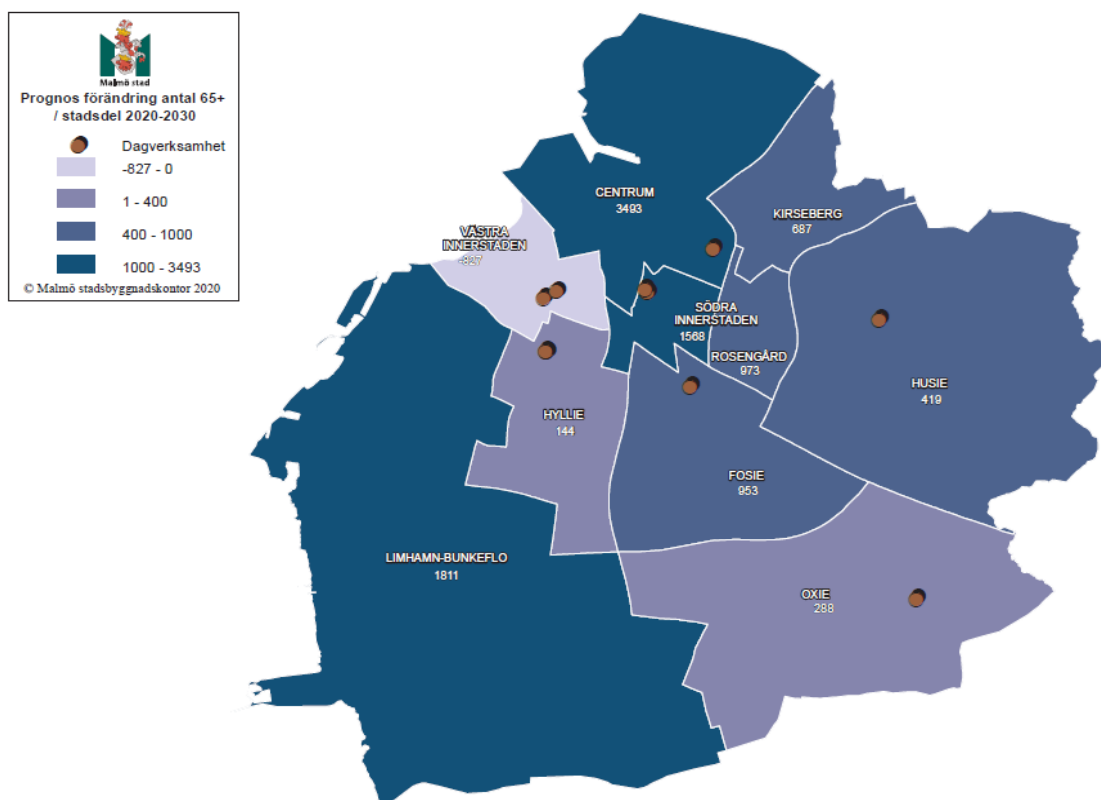 Malmö stad
Prognos förändring antal 65+
/ stadsdel 2020-2030
Dagverksamhet
-827 - 0
1 - 400
400 - 1000
1000 - 3493
© Malmö stadsbyggnadskontor 2020
CENTRUM
3493
KIRSEBERG
687
VÄSTRA
INNERSTADEN
-827
SÖDRA
INNERSTADEN
1568
ROSENGÅRD
973
HUSIE
419
HYLLIE
144
FOSIE
953
LIMHAMN-BUNKEFLO
1811
OXIE
288